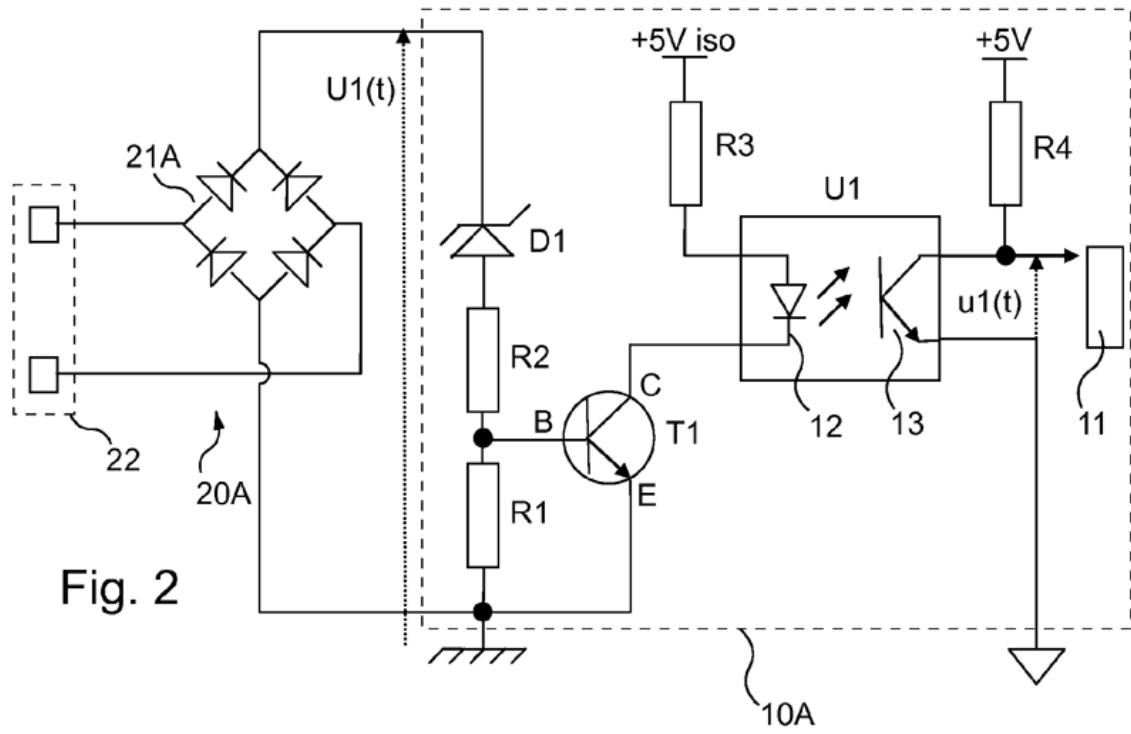 +5V iso
+5V
U1(t)
R3
R4
21A
U1
D1
u1(t)
R2
C
B
T1
12
13
11
22
20A
R1
E
Fig. 2
10A